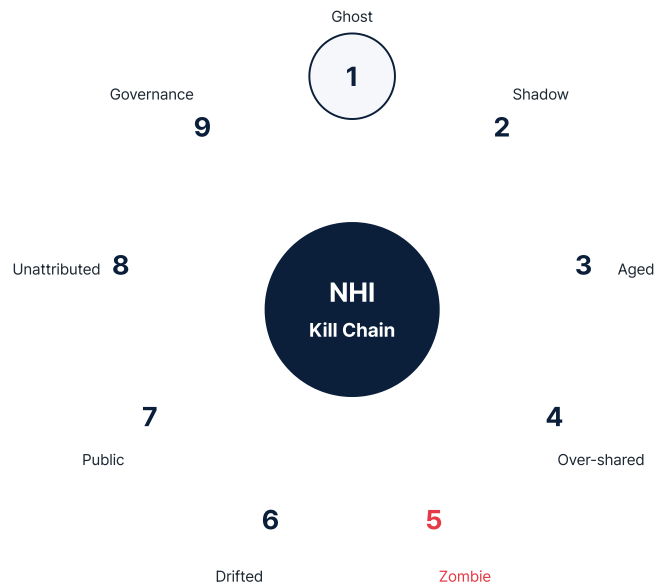 Ghost
1
Shadow
2
3 Aged
4
Over-shared
5
Zombie
6
Drifted
7
Public
Unattributed 8
Governance
9
NHI
Kill Chain